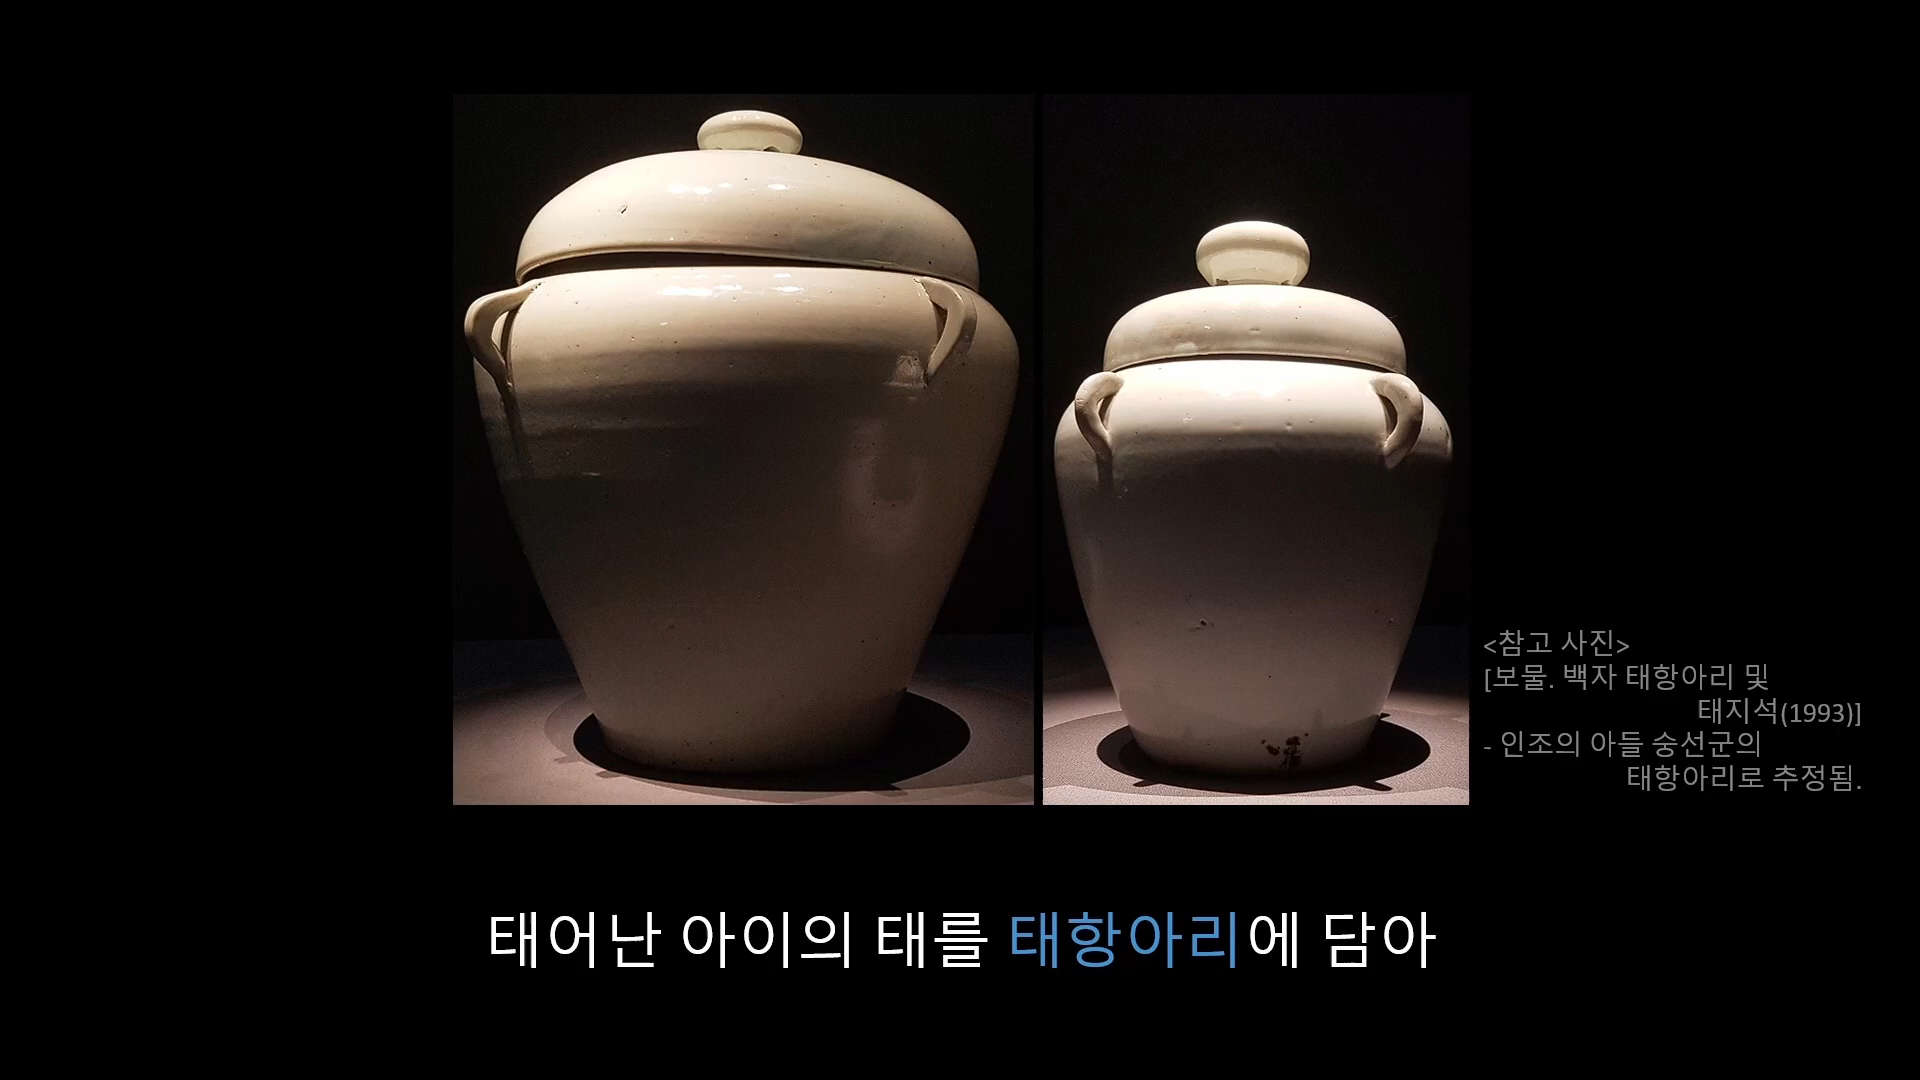 <참고 사진>
[보물. 백자 태항아리 및
태지석(1993)]
- 인조의 아들 숭선군의
태항아리로 추정됨.
태어난 아이의 태를 태항아리에 담아